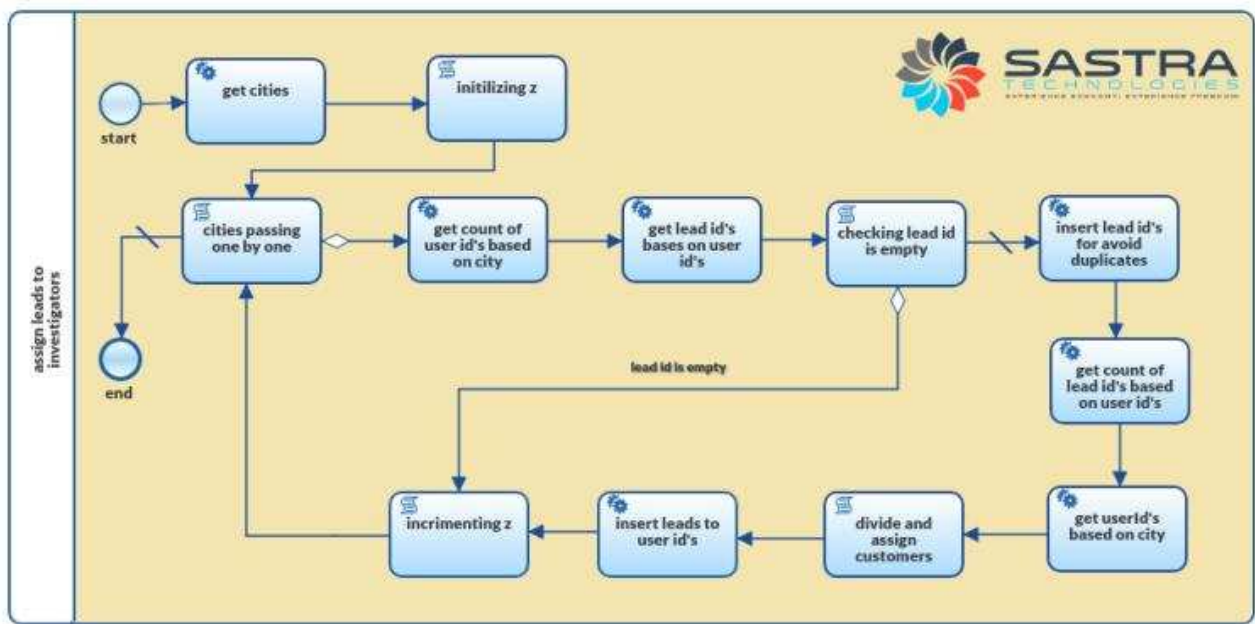 assign leads to
investigators
start
get cities
initilizing z
SASTRA
TECHNOLOGIES
cities passing
one by one
get count of
user id's based
on city
get lead id's
bases on user
id's
checking lead id
is empty
insert lead id's
for avoid
duplicates
end
lead id is empty
get count of
lead id's based
on user id's
incrimenting z
insert leads to
user id's
divide and
assign
customers
get userId's
based on city